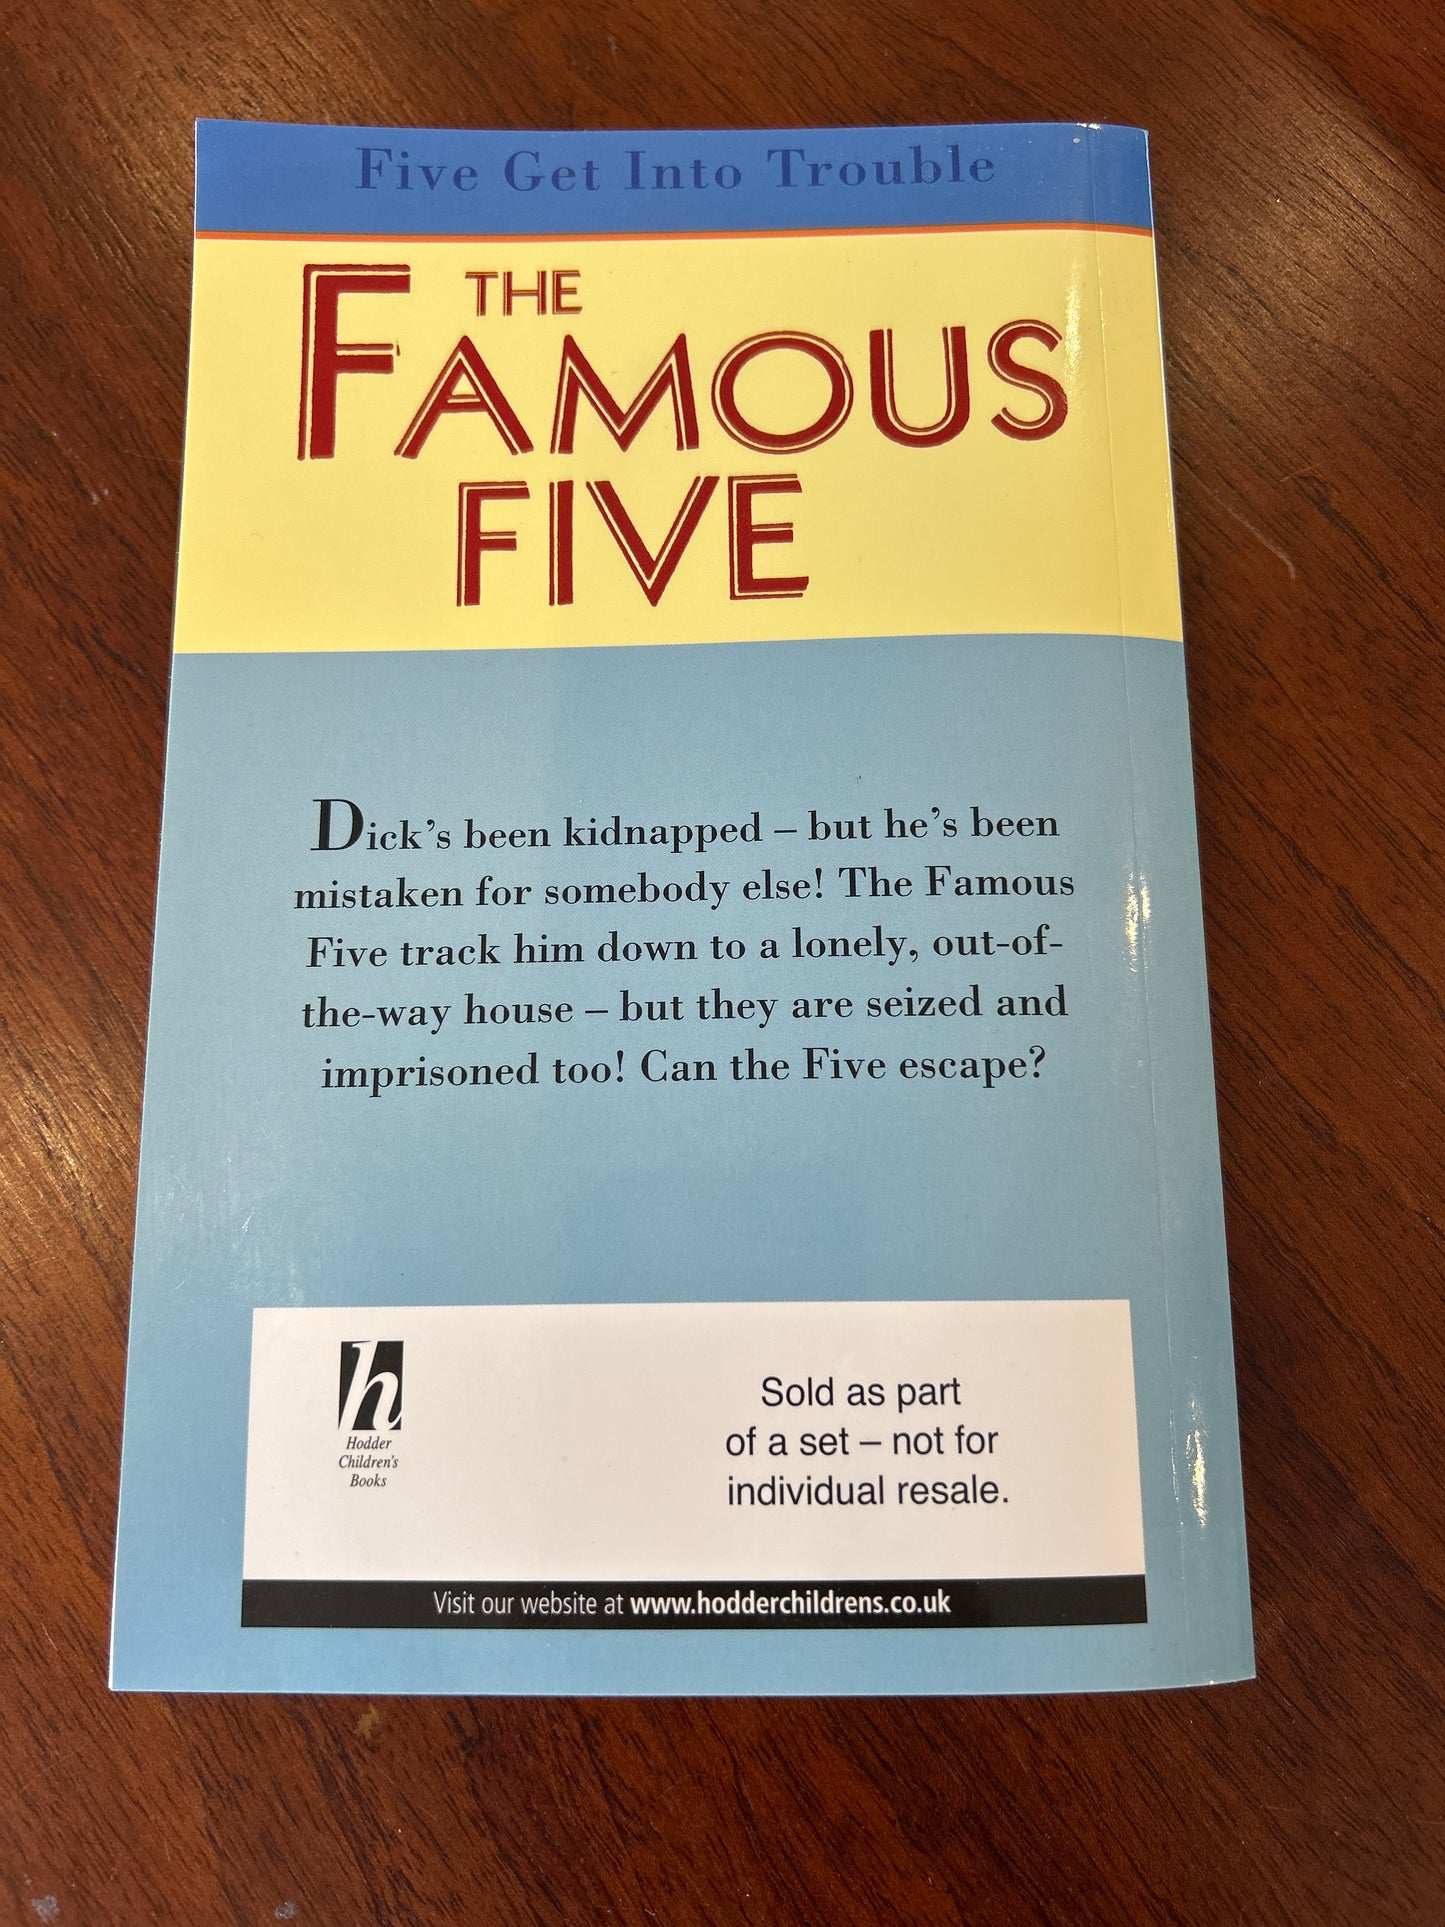 Five Get Into Trouble
THE
FAMOUS
FIVE
Dick's been kidnapped – but he's been
mistaken for somebody else! The Famous
Five track him down to a lonely, out-of-
the-way house – but they are seized and
imprisoned too! Can the Five escape?
h
Hodder
Children's
Books
Sold as part
of a set – not for
individual resale.
Visit our website at www.hodderchildrens.co.uk